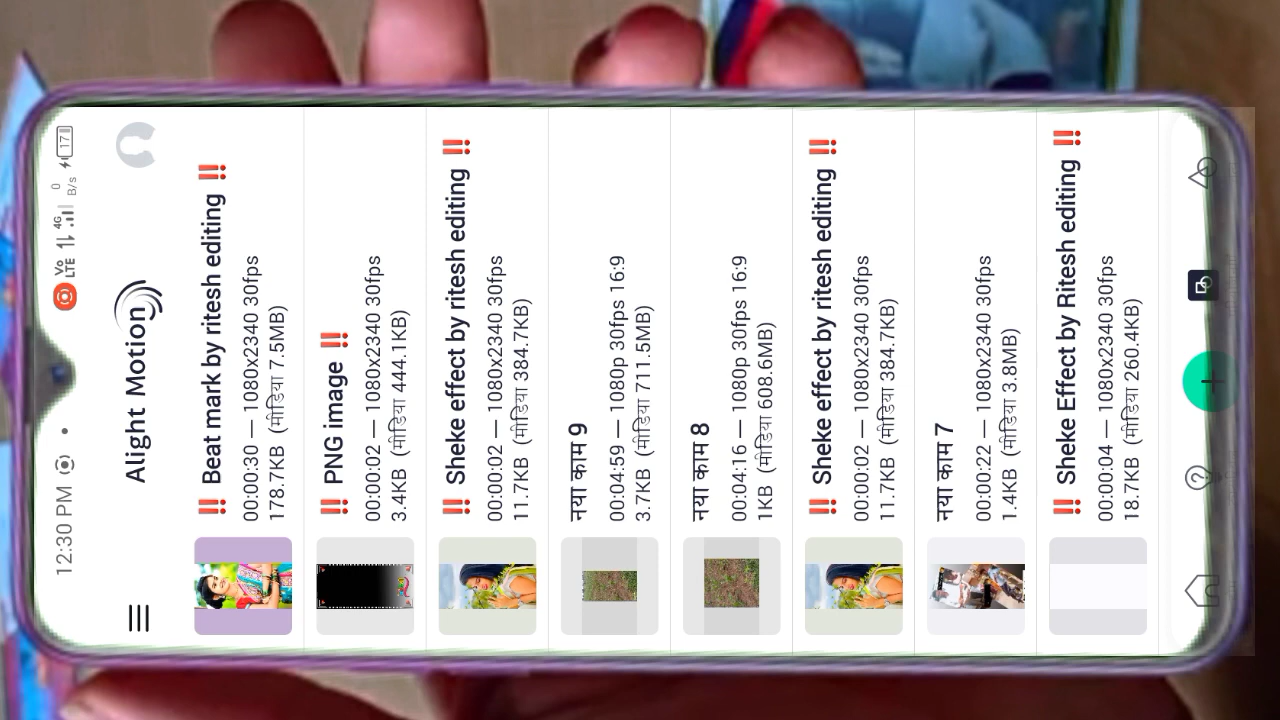 12:30 PM
0 B/s 4G Vo LTE 17
Alight Motion
‼️ Beat mark by ritesh editing ‼️
00:00:30 — 1080x2340 30fps
178.7KB (मीडिया 7.5MB)
‼️ PNG image ‼️
00:00:02 — 1080x2340 30fps
3.4KB (मीडिया 444.1KB)
‼️ Sheke effect by ritesh editing ‼️
00:00:02 — 1080x2340 30fps
11.7KB (मीडिया 384.7KB)
नया काम 9
00:04:59 — 1080p 30fps 16:9
3.7KB (मीडिया 711.5MB)
नया काम 8
00:04:16 — 1080p 30fps 16:9
1KB (मीडिया 608.6MB)
‼️ Sheke effect by ritesh editing ‼️
00:00:02 — 1080x2340 30fps
11.7KB (मीडिया 384.7KB)
नया काम 7
00:00:22 — 1080x2340 30fps
1.4KB (मीडिया 3.8MB)
‼️ Sheke Effect by Ritesh editing ‼️
00:00:04 — 1080x2340 30fps
18.7KB (मीडिया 260.4KB)